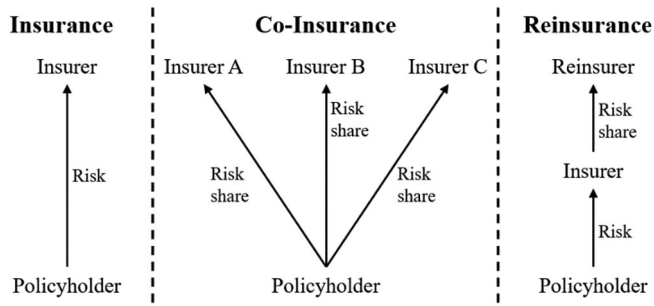 Insurance
Insurer
Risk
Policyholder
Co-Insurance
Insurer A
Insurer B
Insurer C
Risk
share
Risk
share
Risk
share
Policyholder
Reinsurance
Reinsurer
Risk
share
Insurer
Risk
Policyholder